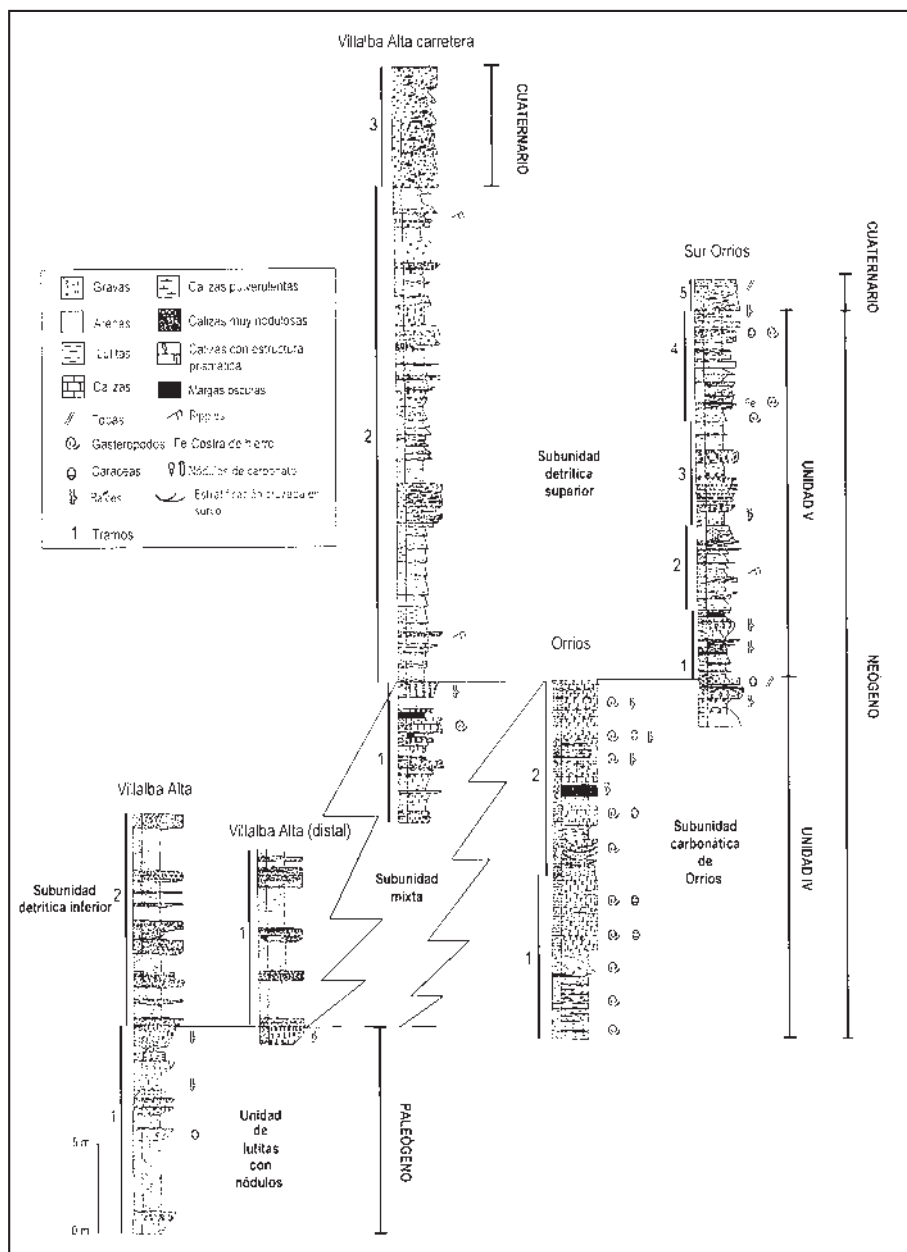 Villalba Alta carretera
3
CUATERNARIO
2
1
Gravas
Arenas
Lutitas
Calizas
Tobas
Gasteropodos
Caraceas
Raíces
1 Tramos
Calizas pulverulentas
Calizas muy nodulosas
Calizas con estructura
prismatica
Margas oscuras
Ripples
Fe Costra de hierro
Nódulos de carbonato
Estratificación cruzada en
surco
Sur Orrios
5
4
3
2
1
CUATERNARIO
UNIDAD V
NEÓGENO
UNIDAD IV
Subunidad
detrítica
superior
Orrios
2
1
Subunidad
carbonática
de
Orrios
Subunidad
mixta
Villalba Alta
2
1
Subunidad
detrítica inferior
Villalba Alta (distal)
1
PALEÓGENO
Unidad
de
lutitas
con
nódulos
5 m
0 m